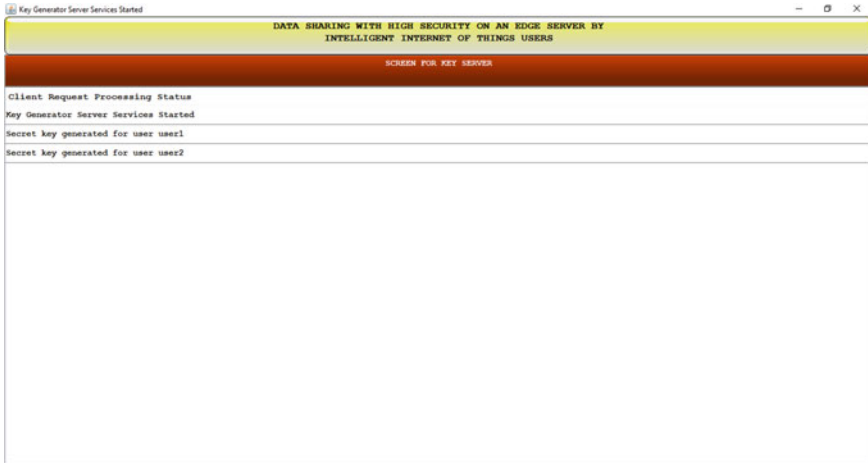 Key Generator Server Services Started
DATA SHARING WITH HIGH SECURITY ON AN EDGE SERVER BY
INTELLIGENT INTERNET OF THINGS USERS
SCREEN FOR KEY SERVER
Client Request Processing Status
Key Generator Server Services Started
Secret key generated for user user1
Secret key generated for user user2